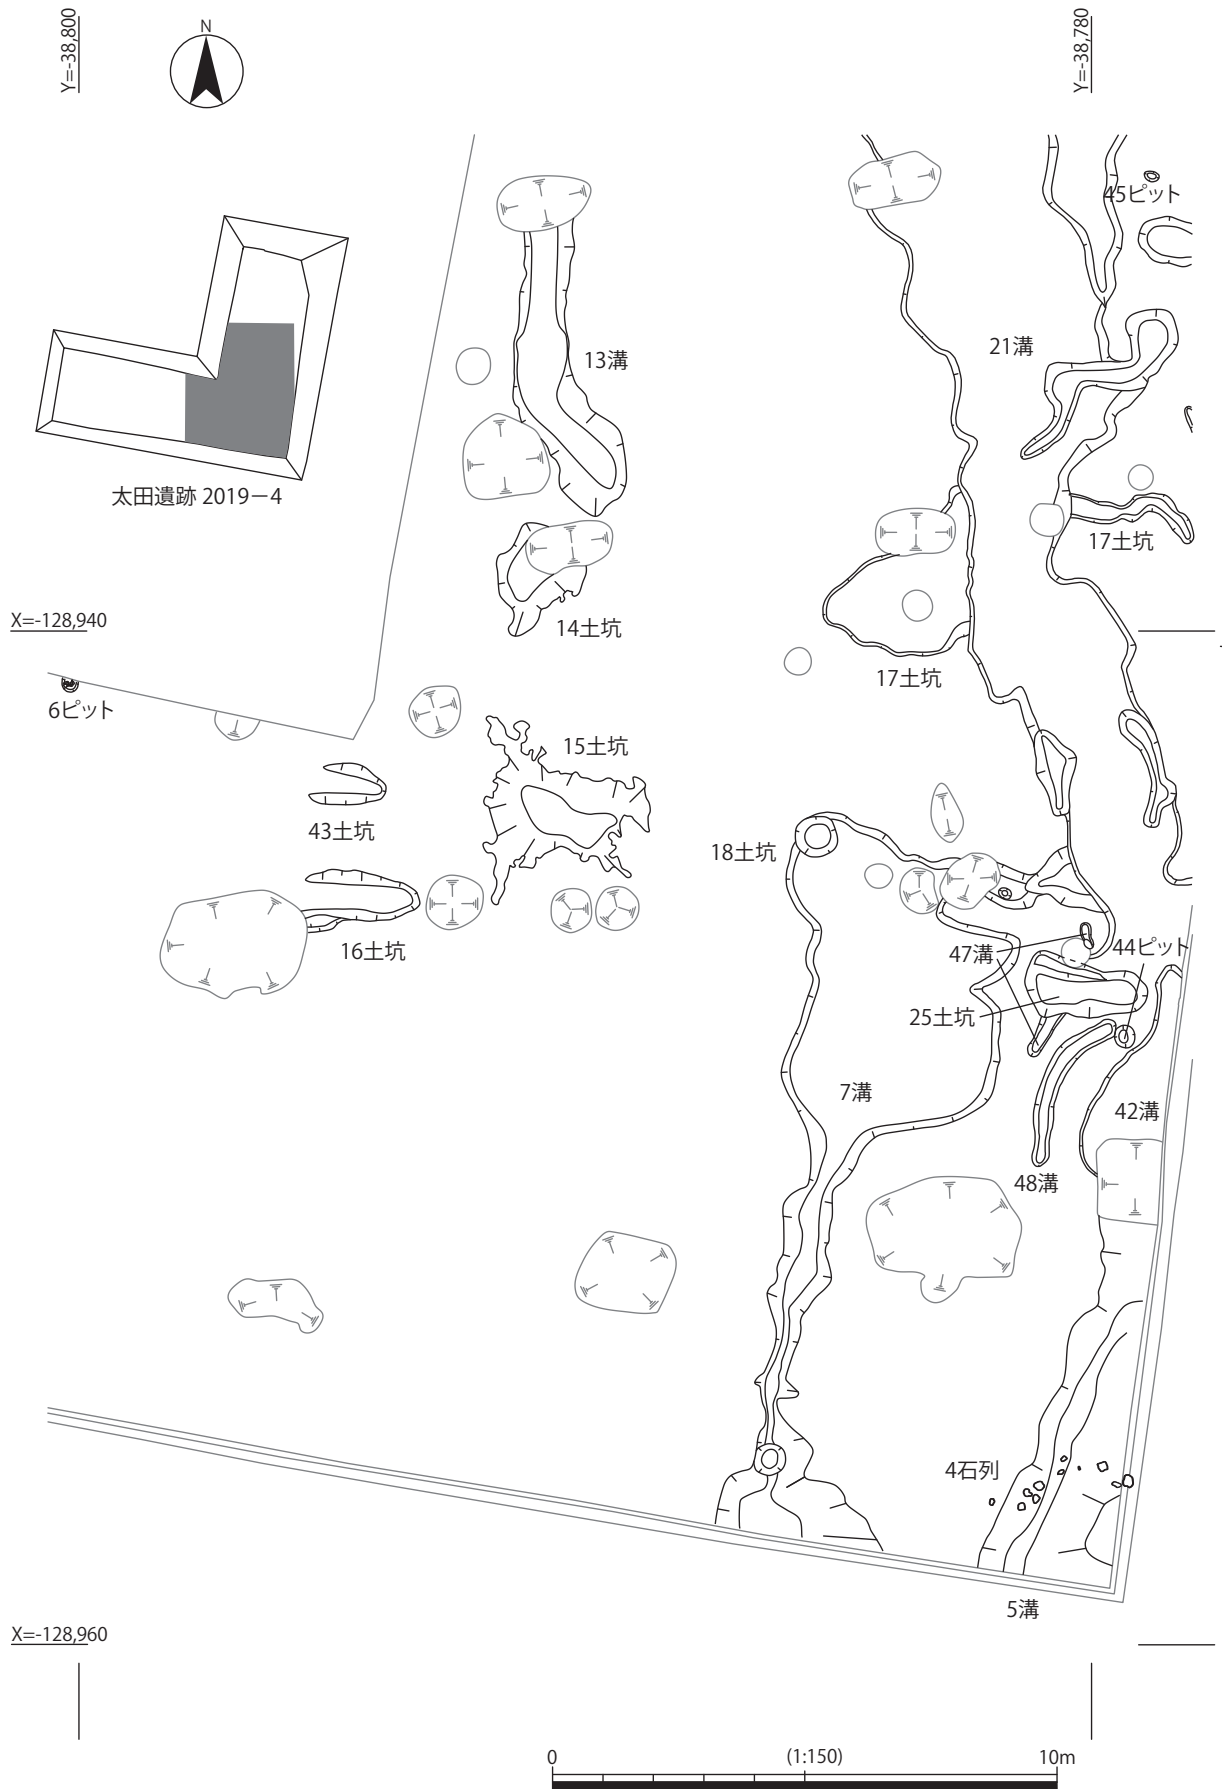 Y=-38,800
Y=-38,780
N
45ピット
21溝
13溝
太田遺跡 2019－4
17土坑
X=-128,940
14土坑
17土坑
6ピット
15土坑
43土坑
18土坑
16土坑
47溝
44ピット
25土坑
7溝
42溝
48溝
4石列
5溝
X=-128,960
0 (1:150) 10m